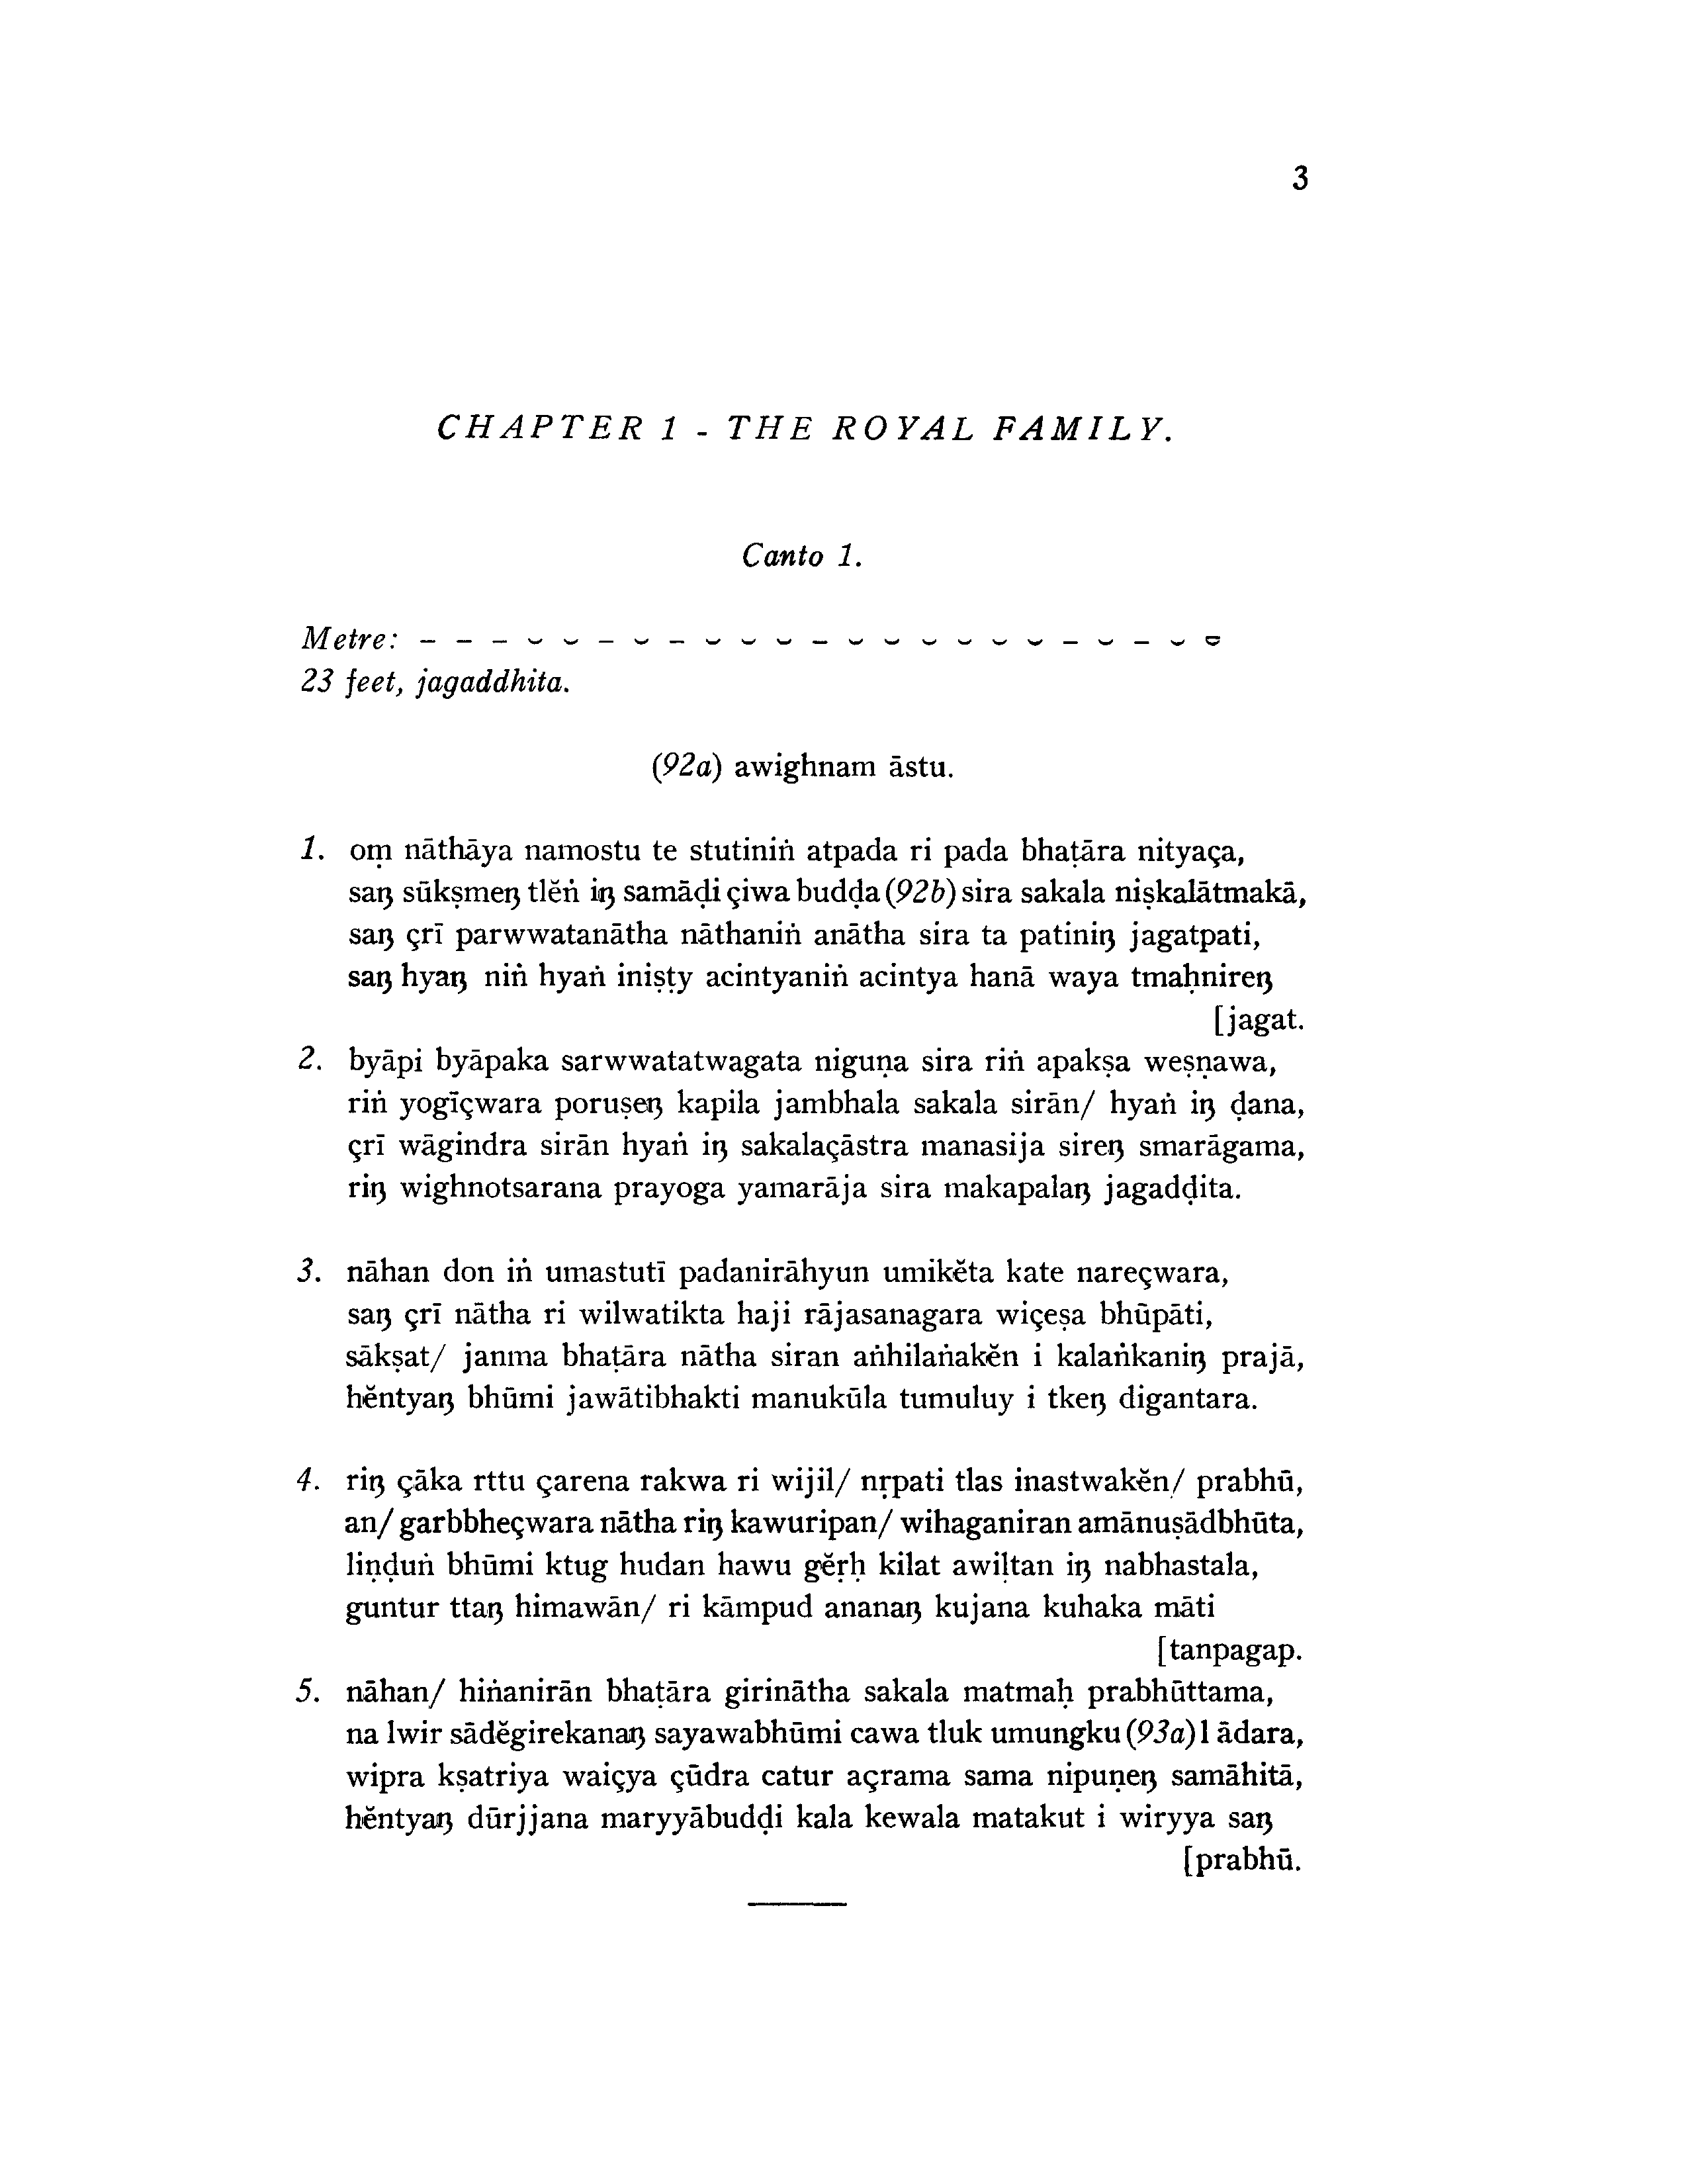 3
CHAPTER 1 - THE ROYAL FAMILY.
Canto 1.
Metre: – – – ⏑ ⏑ – ⏑ – ⏑ ⏑ ⏑ – ⏑ ⏑ ⏑ ⏑ ⏑ ⏑ – ⏑ – ⏑ ⏓
23 feet, jagaddhita.
(92a) awighnam āstu.
1. oṃ nāthāya namostu te stutiniṅ atpada ri pada bhaṭāra nityaça,
saŋ sūkṣmeŋ tlĕṅ iŋ samāḍi çiwa budḍa (92b) sira sakala niṣkalātmakā,
saŋ çrī parwwatanātha nāthaniṅ anātha sira ta patiniŋ jagatpati,
saŋ hyaŋ niṅ hyaṅ iniṣṭy acintyaniṅ acintya hanā waya tmaḥnireŋ
[jagat.
2. byāpi byāpaka sarwwatatwagata niguṇa sira riṅ apakṣa weṣṇawa,
riṅ yogīçwara poruṣeŋ kapila jambhala sakala sirān/ hyaṅ iŋ ḍana,
çrī wāgindra sirān hyaṅ iŋ sakalaçāstra manasija sireŋ smarāgama,
riŋ wighnotsarana prayoga yamarāja sira makapalaŋ jagadḍita.
3. nāhan don iṅ umastutī padanirāhyun umikĕta kate nareçwara,
saŋ çrī nātha ri wilwatikta haji rājasanagara wiçeṣa bhūpāti,
sākṣat/ janma bhaṭāra nātha siran aṅhilaṅakĕn i kalaṅkaniŋ prajā,
hĕntyaŋ bhūmi jawātibhakti manukūla tumuluy i tkeŋ digantara.
4. riŋ çāka rttu çarena rakwa ri wijil/ nṛpati tlas inastwakĕn/ prabhū,
an/ garbbheçwara nātha riŋ kawuripan/ wihaganiran amānuṣādbhūta,
liṇḍuṅ bhūmi ktug hudan hawu gĕṛḥ kilat awiḷtan iŋ nabhastala,
guntur ttaŋ himawān/ ri kāmpud ananaŋ kujana kuhaka māti
[tanpagap.
5. nāhan/ hiṅanirān bhaṭāra girinātha sakala matmaḥ prabhūttama,
na lwir sādĕgirekanaŋ sayawabhūmi cawa tluk umungku (93a) l ādara,
wipra kṣatriya waiçya çūdra catur açrama sama nipuṇeŋ samāhitā,
hĕntyaŋ dūrjjana maryyābudḍi kala kewala matakut i wiryya saŋ
[prabhū.